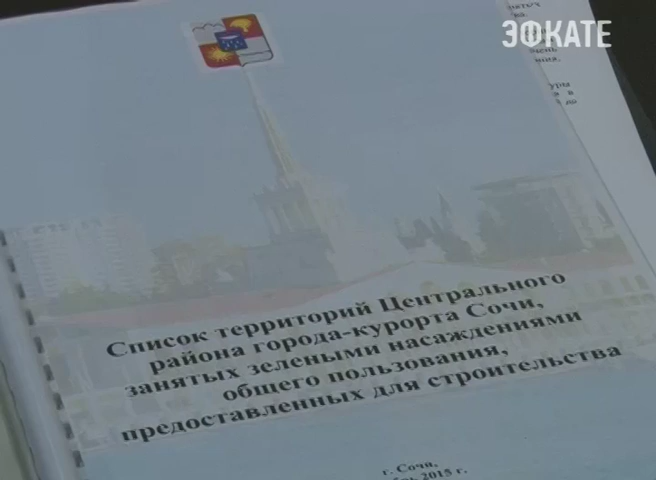 ЭФКАТЕ
Список территорий Центрального
района города-курорта Сочи,
занятых зелеными насаждениями
общего пользования,
предоставленных для строительства
г. Сочи,
2015 г.